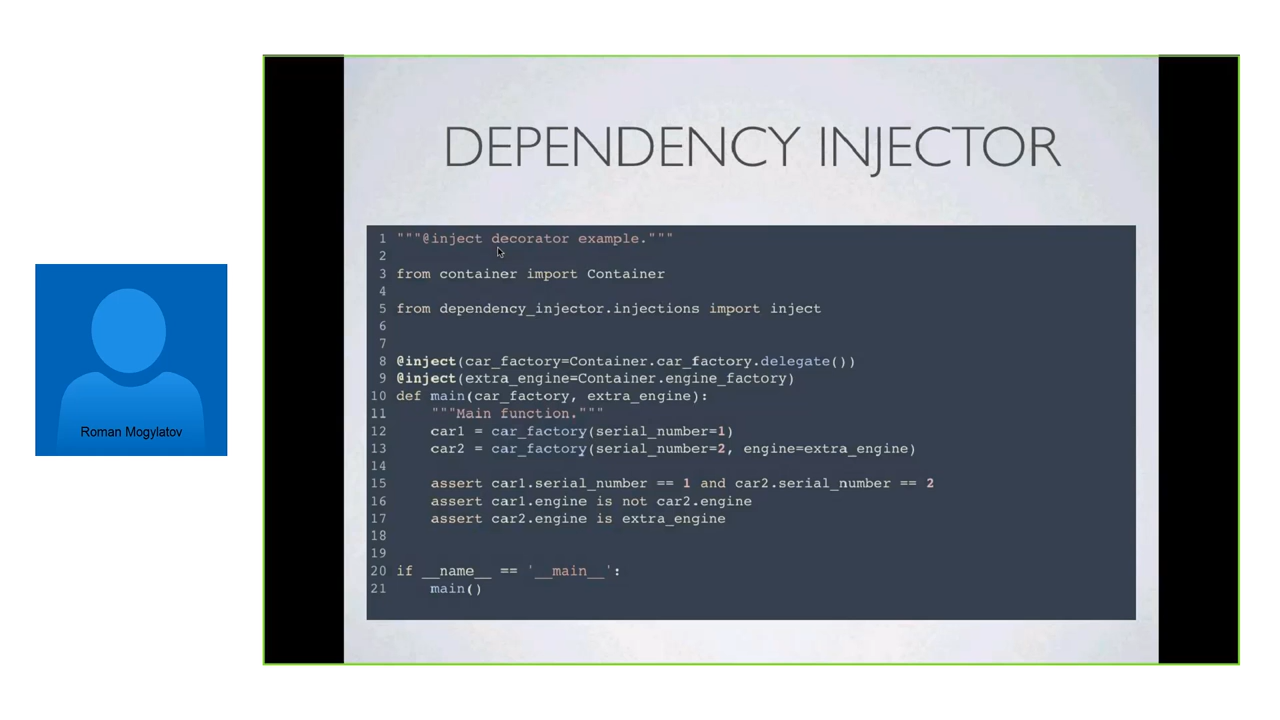 DEPENDENCY INJECTOR
1 """@inject decorator example."""
2
3 from container import Container
4
5 from dependency_injector.injections import inject
6
7
8 @inject(car_factory=Container.car_factory.delegate())
9 @inject(extra_engine=Container.engine_factory)
10 def main(car_factory, extra_engine):
11     """Main function."""
12     car1 = car_factory(serial_number=1)
13     car2 = car_factory(serial_number=2, engine=extra_engine)
14
15     assert car1.serial_number == 1 and car2.serial_number == 2
16     assert car1.engine is not car2.engine
17     assert car2.engine is extra_engine
18
19
20 if __name__ == '__main__':
21     main()
Roman Mogylatov